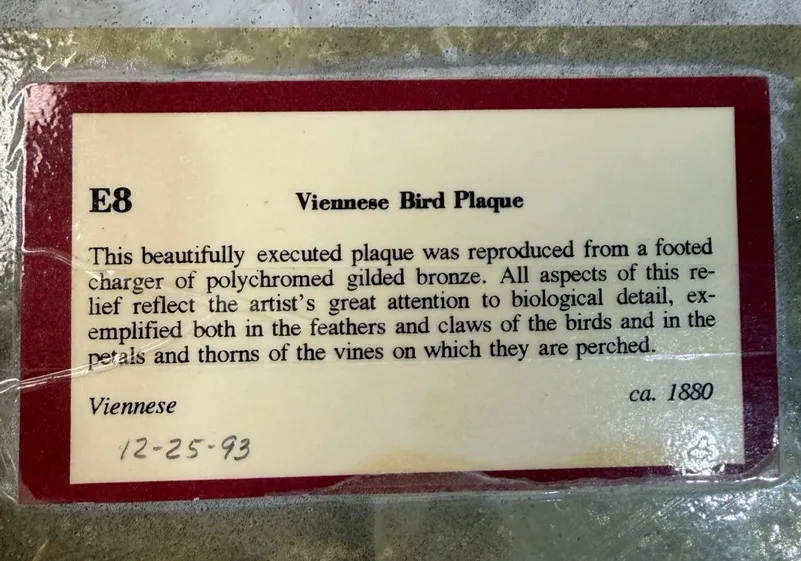 E8 Viennese Bird Plaque
This beautifully executed plaque was reproduced from a footed
charger of polychromed gilded bronze. All aspects of this re-
lief reflect the artist's great attention to biological detail, ex-
emplified both in the feathers and claws of the birds and in the
petals and thorns of the vines on which they are perched.
Viennese ca. 1880
12-25-93